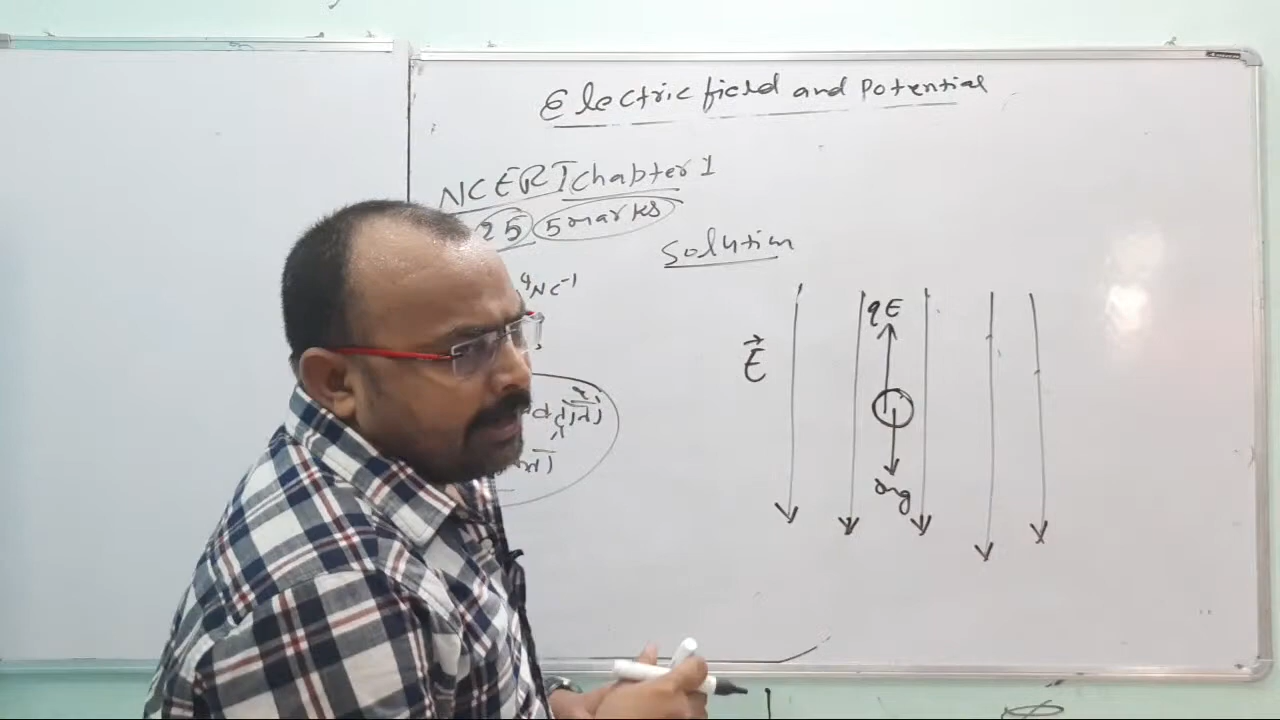 Electric field and Potential
NCERT Chapter 1
25 5 marks
Solution
NC⁻¹
qE
E⃗
mg